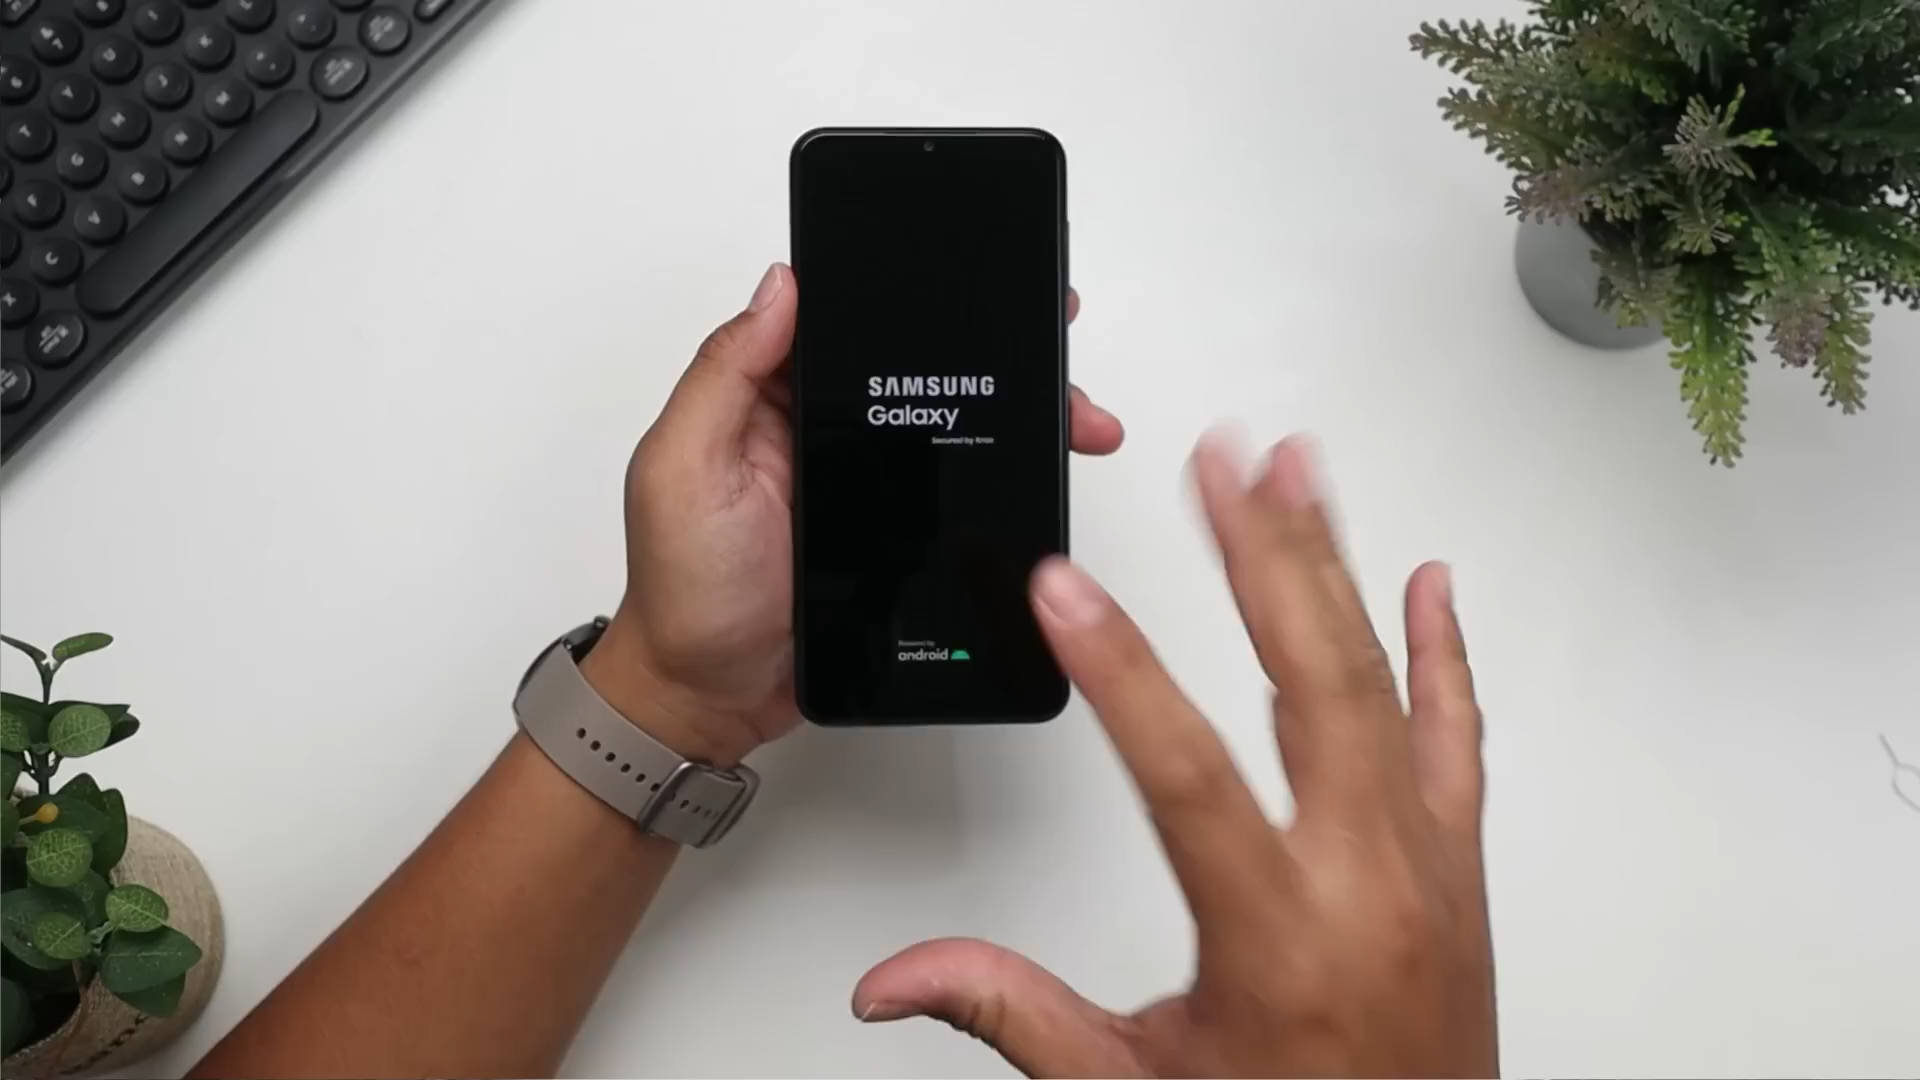 SAMSUNG
Galaxy
Secured by Knox
Powered by
android